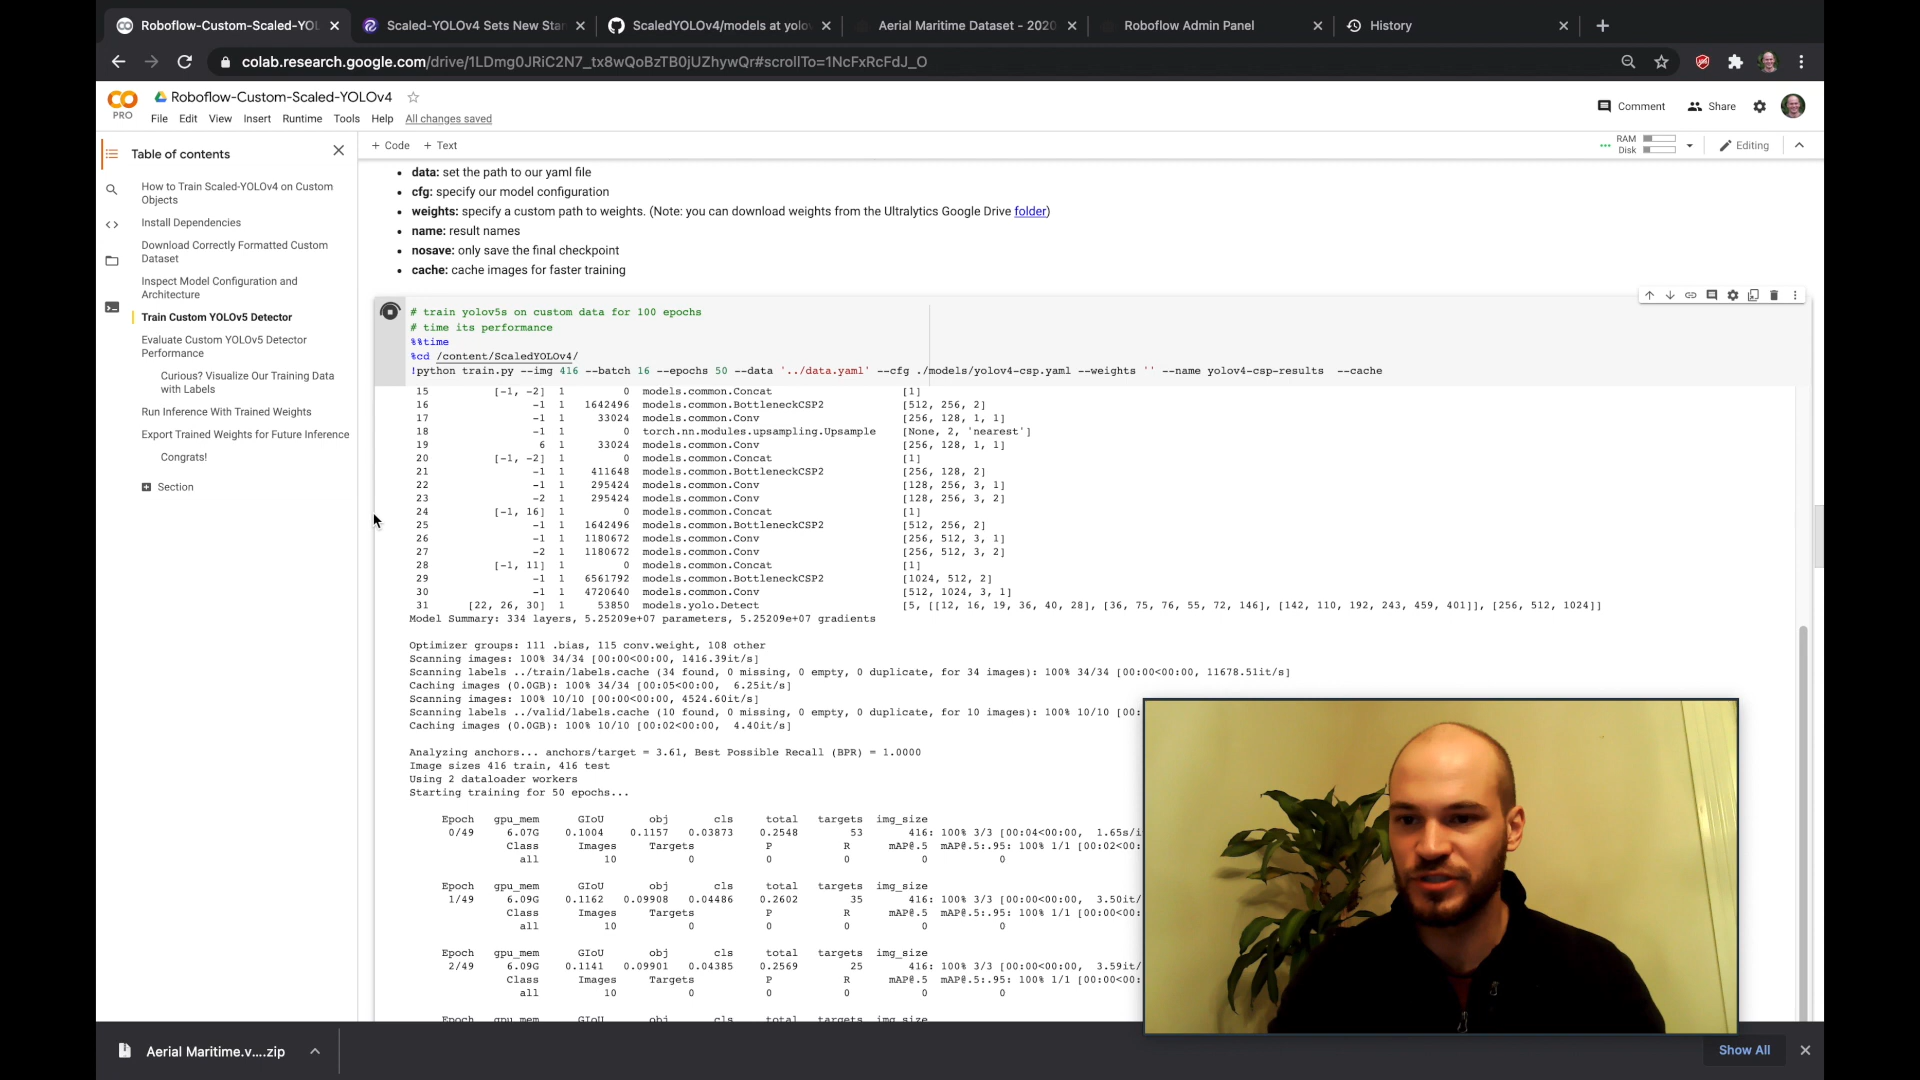 Roboflow-Custom-Scaled-YOL
Scaled-YOLOv4 Sets New Star
ScaledYOLOv4/models at yolo
Aerial Maritime Dataset - 2020
Roboflow Admin Panel
History
colab.research.google.com/drive/1LDmg0JRiC2N7_tx8wQoBzTB0jUZhywQr#scrollTo=1NcFxRcFdJ_O
PRO
Roboflow-Custom-Scaled-YOLOv4
File Edit View Insert Runtime Tools Help All changes saved
Comment
Share
+ Code + Text
RAM
Disk
Editing
Table of contents
How to Train Scaled-YOLOv4 on Custom
Objects
Install Dependencies
Download Correctly Formatted Custom
Dataset
Inspect Model Configuration and
Architecture
Train Custom YOLOv5 Detector
Evaluate Custom YOLOv5 Detector
Performance
Curious? Visualize Our Training Data
with Labels
Run Inference With Trained Weights
Export Trained Weights for Future Inference
Congrats!
Section
• data: set the path to our yaml file
• cfg: specify our model configuration
• weights: specify a custom path to weights. (Note: you can download weights from the Ultralytics Google Drive folder)
• name: result names
• nosave: only save the final checkpoint
• cache: cache images for faster training
# train yolov5s on custom data for 100 epochs
# time its performance
%%time
%cd /content/ScaledYOLOv4/
!python train.py --img 416 --batch 16 --epochs 50 --data '../data.yaml' --cfg ./models/yolov4-csp.yaml --weights '' --name yolov4-csp-results --cache
15 [-1, -2] 1 0 models.common.Concat [1]
16 -1 1 1642496 models.common.BottleneckCSP2 [512, 256, 2]
17 -1 1 33024 models.common.Conv [256, 128, 1, 1]
18 -1 1 0 torch.nn.modules.upsampling.Upsample [None, 2, 'nearest']
19 6 1 33024 models.common.Conv [256, 128, 1, 1]
20 [-1, -2] 1 0 models.common.Concat [1]
21 -1 1 411648 models.common.BottleneckCSP2 [256, 128, 2]
22 -1 1 295424 models.common.Conv [128, 256, 3, 1]
23 -2 1 295424 models.common.Conv [128, 256, 3, 2]
24 [-1, 16] 1 0 models.common.Concat [1]
25 -1 1 1642496 models.common.BottleneckCSP2 [512, 256, 2]
26 -1 1 1180672 models.common.Conv [256, 512, 3, 1]
27 -2 1 1180672 models.common.Conv [256, 512, 3, 2]
28 [-1, 11] 1 0 models.common.Concat [1]
29 -1 1 6561792 models.common.BottleneckCSP2 [1024, 512, 2]
30 -1 1 4720640 models.common.Conv [512, 1024, 3, 1]
31 [22, 26, 30] 1 53850 models.yolo.Detect [5, [[12, 16, 19, 36, 40, 28], [36, 75, 76, 55, 72, 146], [142, 110, 192, 243, 459, 401]], [256, 512, 1024]]
Model Summary: 334 layers, 5.25209e+07 parameters, 5.25209e+07 gradients
Optimizer groups: 111 .bias, 115 conv.weight, 108 other
Scanning images: 100% 34/34 [00:00<00:00, 1416.39it/s]
Scanning labels ../train/labels.cache (34 found, 0 missing, 0 empty, 0 duplicate, for 34 images): 100% 34/34 [00:00<00:00, 11678.51it/s]
Caching images (0.0GB): 100% 34/34 [00:05<00:00, 6.25it/s]
Scanning images: 100% 10/10 [00:00<00:00, 4524.60it/s]
Scanning labels ../valid/labels.cache (10 found, 0 missing, 0 empty, 0 duplicate, for 10 images): 100% 10/10 [00:
Caching images (0.0GB): 100% 10/10 [00:02<00:00, 4.40it/s]
Analyzing anchors... anchors/target = 3.61, Best Possible Recall (BPR) = 1.0000
Image sizes 416 train, 416 test
Using 2 dataloader workers
Starting training for 50 epochs...
Epoch gpu_mem GIoU obj cls total targets img_size
0/49 6.07G 0.1004 0.1157 0.03873 0.2548 53 416: 100% 3/3 [00:04<00:00, 1.65s/i
Class Images Targets P R mAP@.5 mAP@.5:.95: 100% 1/1 [00:02<00:
all 10 0 0 0 0 0
Epoch gpu_mem GIoU obj cls total targets img_size
1/49 6.09G 0.1162 0.09908 0.04486 0.2602 35 416: 100% 3/3 [00:00<00:00, 3.50it/
Class Images Targets P R mAP@.5 mAP@.5:.95: 100% 1/1 [00:00<00:
all 10 0 0 0 0 0
Epoch gpu_mem GIoU obj cls total targets img_size
2/49 6.09G 0.1141 0.09901 0.04385 0.2569 25 416: 100% 3/3 [00:00<00:00, 3.59it/
Class Images Targets P R mAP@.5 mAP@.5:.95: 100% 1/1 [00:00<00:
all 10 0 0 0 0 0
Epoch gpu_mem GIoU obj cls total targets img_size
Aerial Maritime.v....zip
Show All